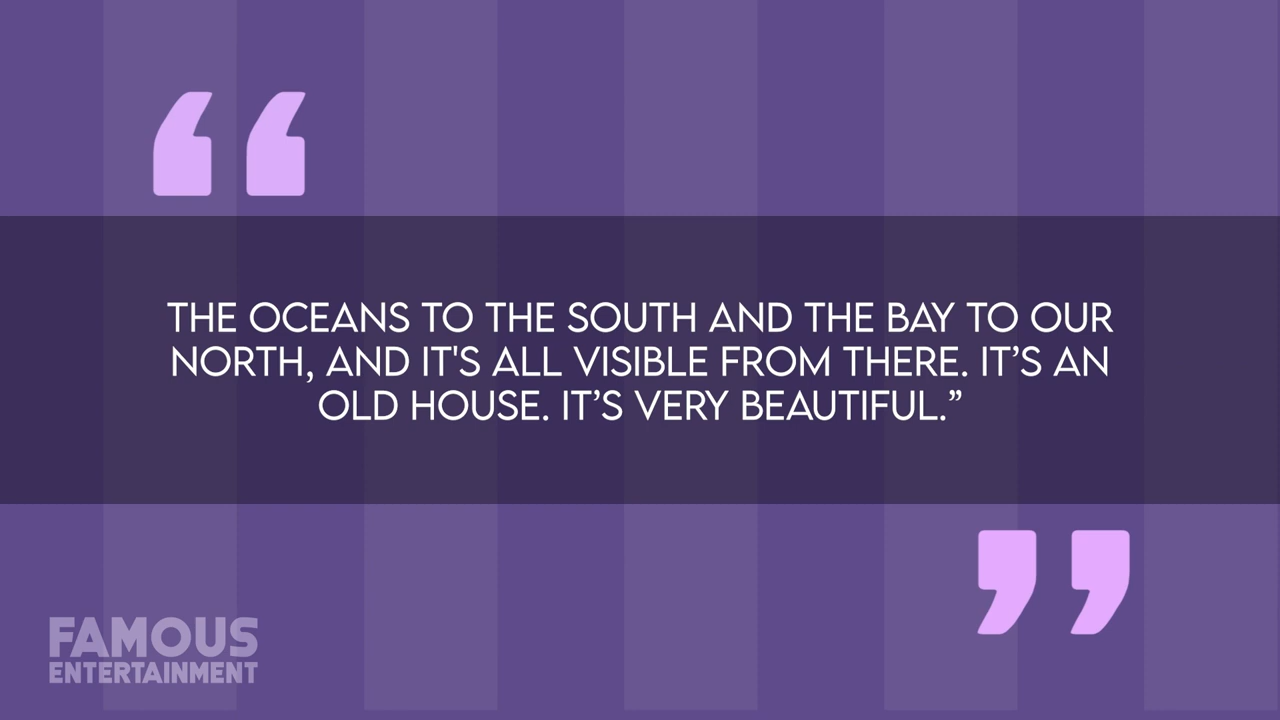 THE OCEANS TO THE SOUTH AND THE BAY TO OUR
NORTH, AND IT'S ALL VISIBLE FROM THERE. IT’S AN
OLD HOUSE. IT’S VERY BEAUTIFUL.”
FAMOUS
ENTERTAINMENT